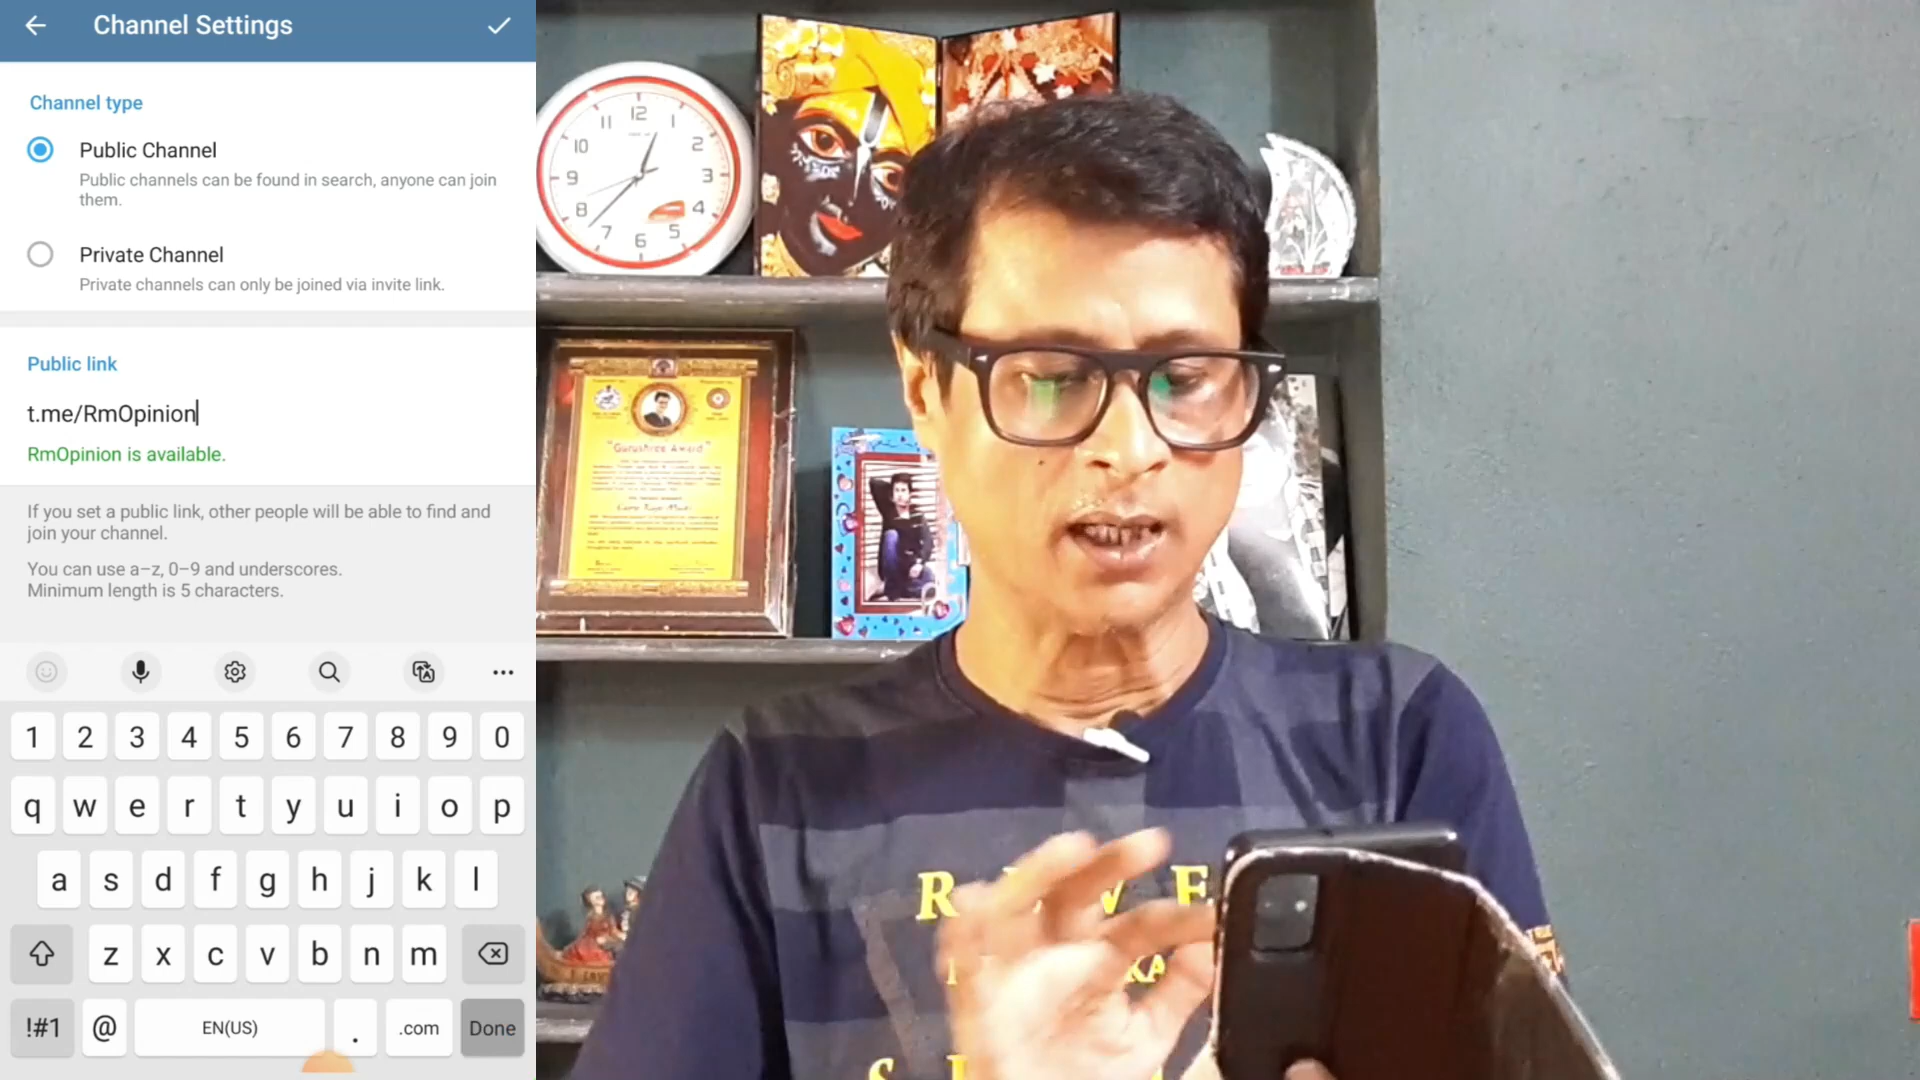 Channel Settings
Channel type
Public Channel
Public channels can be found in search, anyone can join
them.
Private Channel
Private channels can only be joined via invite link.
Public link
t.me/RmOpinion
RmOpinion is available.
If you set a public link, other people will be able to find and
join your channel.
You can use a–z, 0–9 and underscores.
Minimum length is 5 characters.
1 2 3 4 5 6 7 8 9 0
q w e r t y u i o p
a s d f g h j k l
z x c v b n m
!#1 @ EN(US) . .com Done
12 1 2 3 4 5 6 7 8 9 10 11
"Gurushree Award"